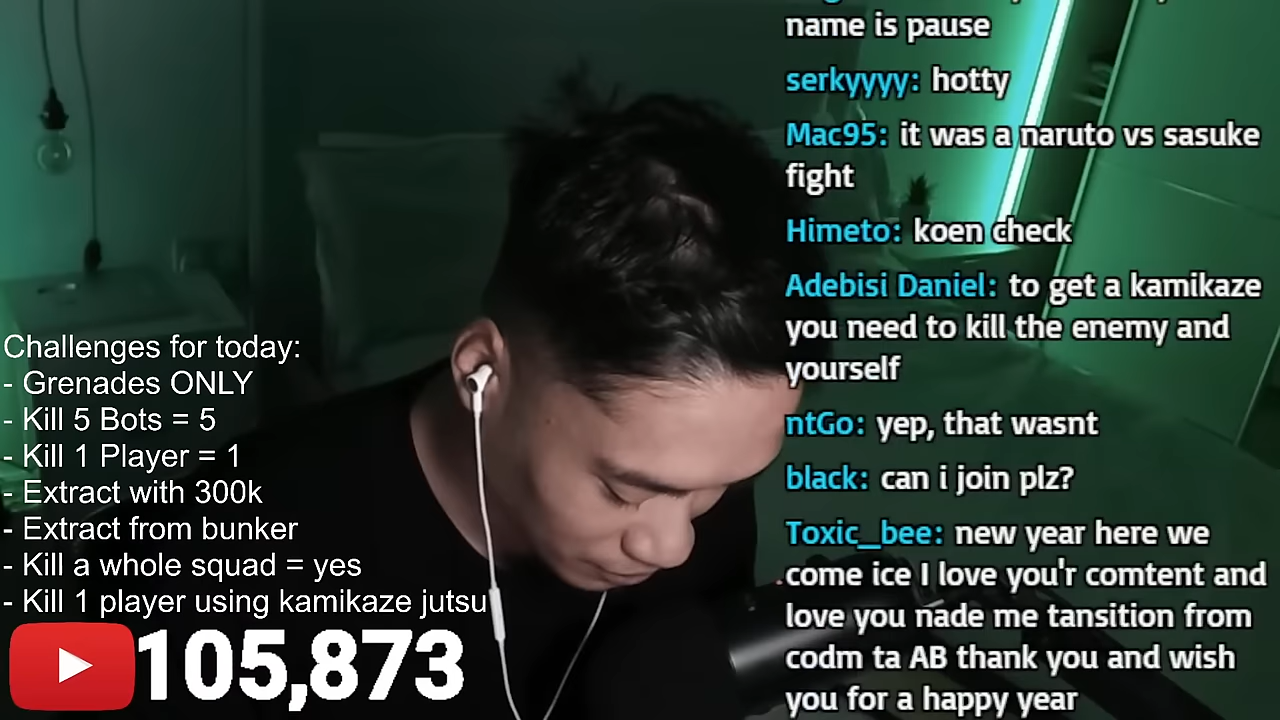 name is pause
serkyyyy: hotty
Mac95: it was a naruto vs sasuke
fight
Himeto: koen check
Adebisi Daniel: to get a kamikaze
you need to kill the enemy and
yourself
ntGo: yep, that wasnt
black: can i join plz?
Toxic_bee: new year here we
come ice I love you'r comtent and
love you nade me tansition from
codm ta AB thank you and wish
you for a happy year
Challenges for today:
- Grenades ONLY
- Kill 5 Bots = 5
- Kill 1 Player = 1
- Extract with 300k
- Extract from bunker
- Kill a whole squad = yes
- Kill 1 player using kamikaze jutsu
105,873